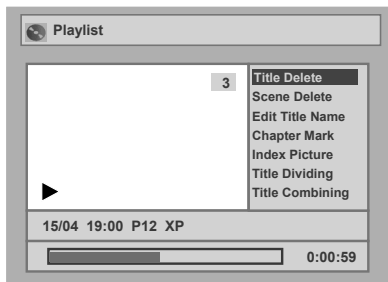 Playlist
3
Title Delete
Scene Delete
Edit Title Name
Chapter Mark
Index Picture
Title Dividing
Title Combining
15/04 19:00 P12 XP
0:00:59